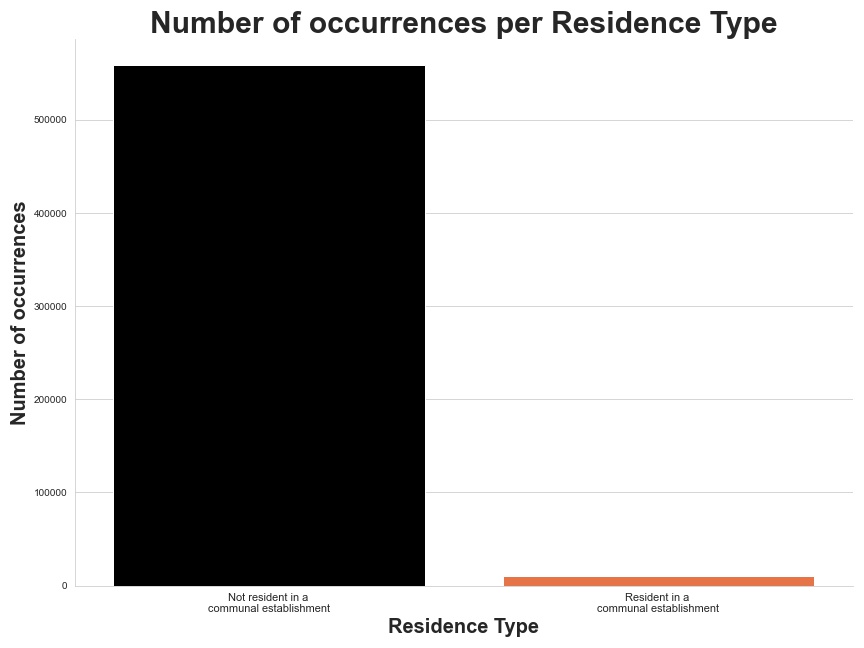 Number of occurrences per Residence Type
Number of occurrences
500000
400000
300000
200000
100000
0
Not resident in a
communal establishment
Resident in a
communal establishment
Residence Type